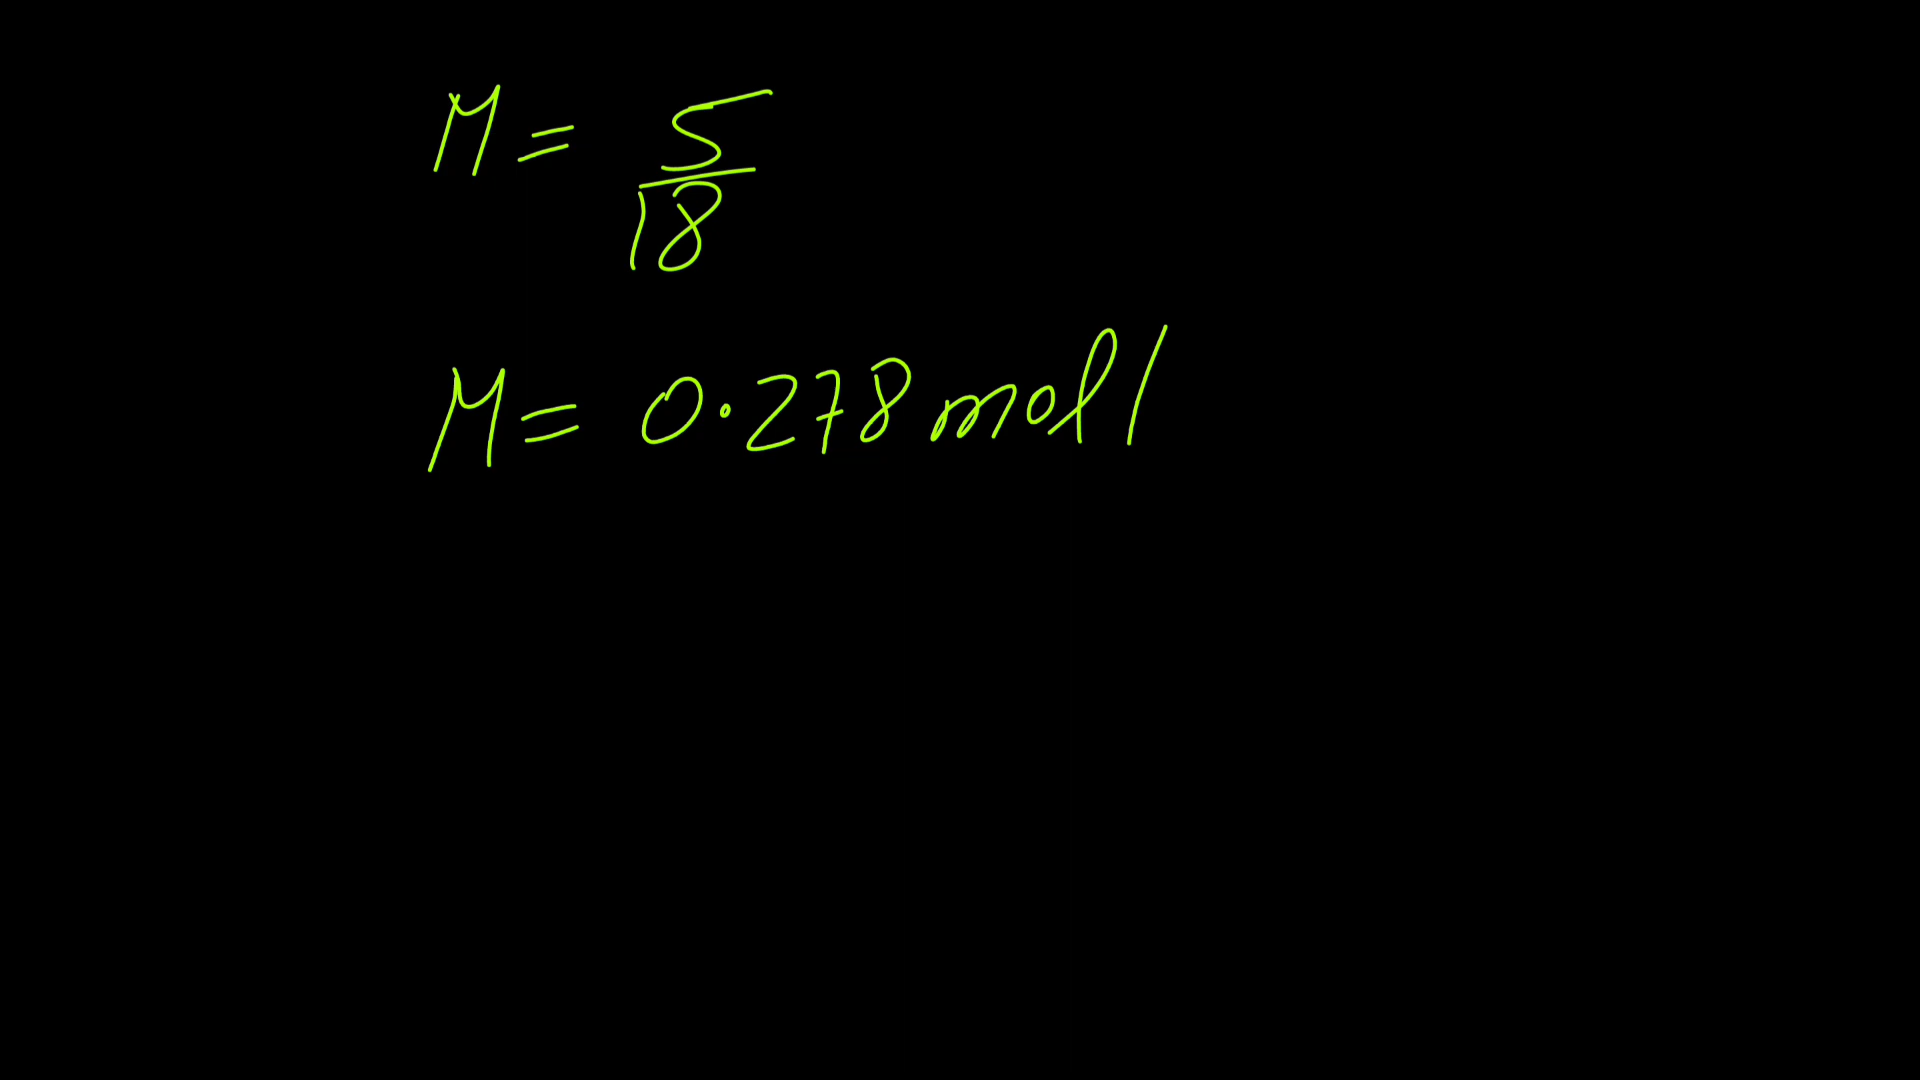 M = 5/18
M = 0.278 mol/